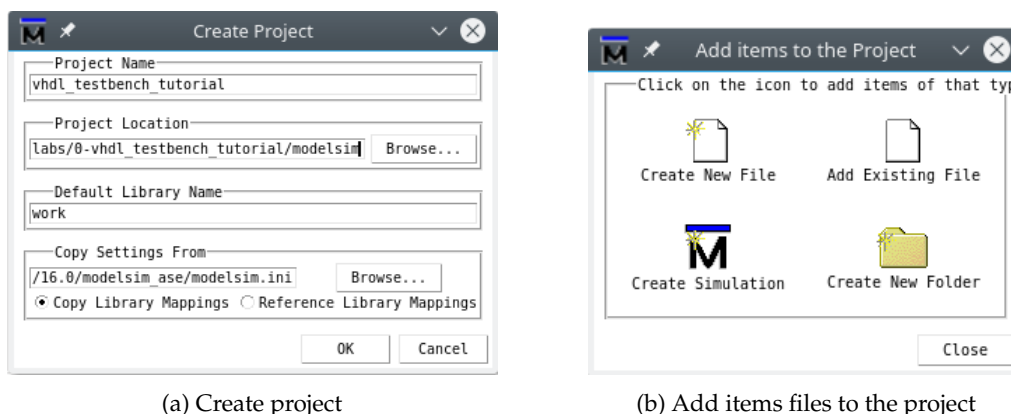 Create Project
Project Name
vhdl_testbench_tutorial
Project Location
labs/0-vhdl_testbench_tutorial/modelsim Browse...
Default Library Name
work
Copy Settings From
/16.0/modelsim_ase/modelsim.ini Browse...
Copy Library Mappings Reference Library Mappings
OK Cancel
(a) Create project
Add items to the Project
Click on the icon to add items of that typ
Create New File Add Existing File
Create Simulation Create New Folder
Close
(b) Add items files to the project